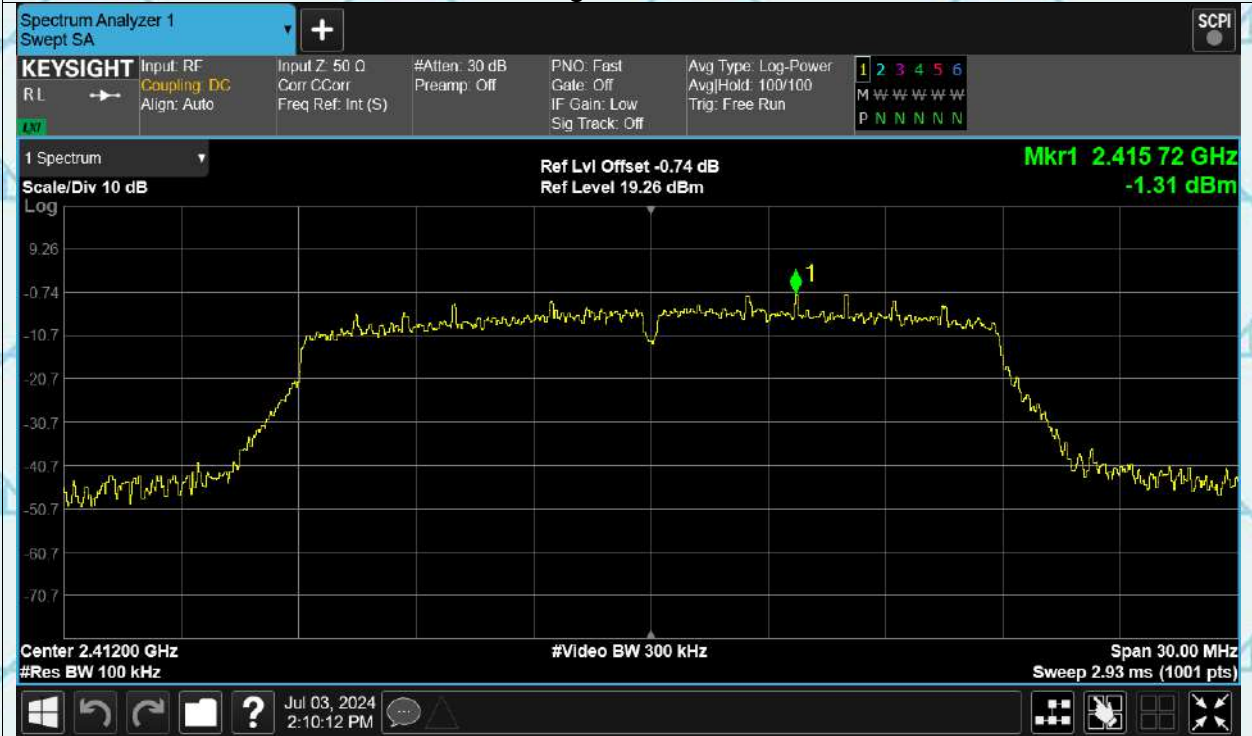 Spectrum Analyzer 1
Swept SA
+
SCPI
KEYSIGHT
RL
LXI
Input: RF
Coupling: DC
Align: Auto
Input Z: 50 Ω
Corr CCorr
Freq Ref: Int (S)
#Atten: 30 dB
Preamp: Off
PNO: Fast
Gate: Off
IF Gain: Low
Sig Track: Off
Avg Type: Log-Power
Avg|Hold: 100/100
Trig: Free Run
1 2 3 4 5 6
M W W W W W
P N N N N N
1 Spectrum
Scale/Div 10 dB
Log
Ref Lvl Offset -0.74 dB
Ref Level 19.26 dBm
Mkr1 2.415 72 GHz
-1.31 dBm
1
9.26
-0.74
-10.7
-20.7
-30.7
-40.7
-50.7
-60.7
-70.7
Center 2.41200 GHz
#Res BW 100 kHz
#Video BW 300 kHz
Span 30.00 MHz
Sweep 2.93 ms (1001 pts)
?
Jul 03, 2024
2:10:12 PM